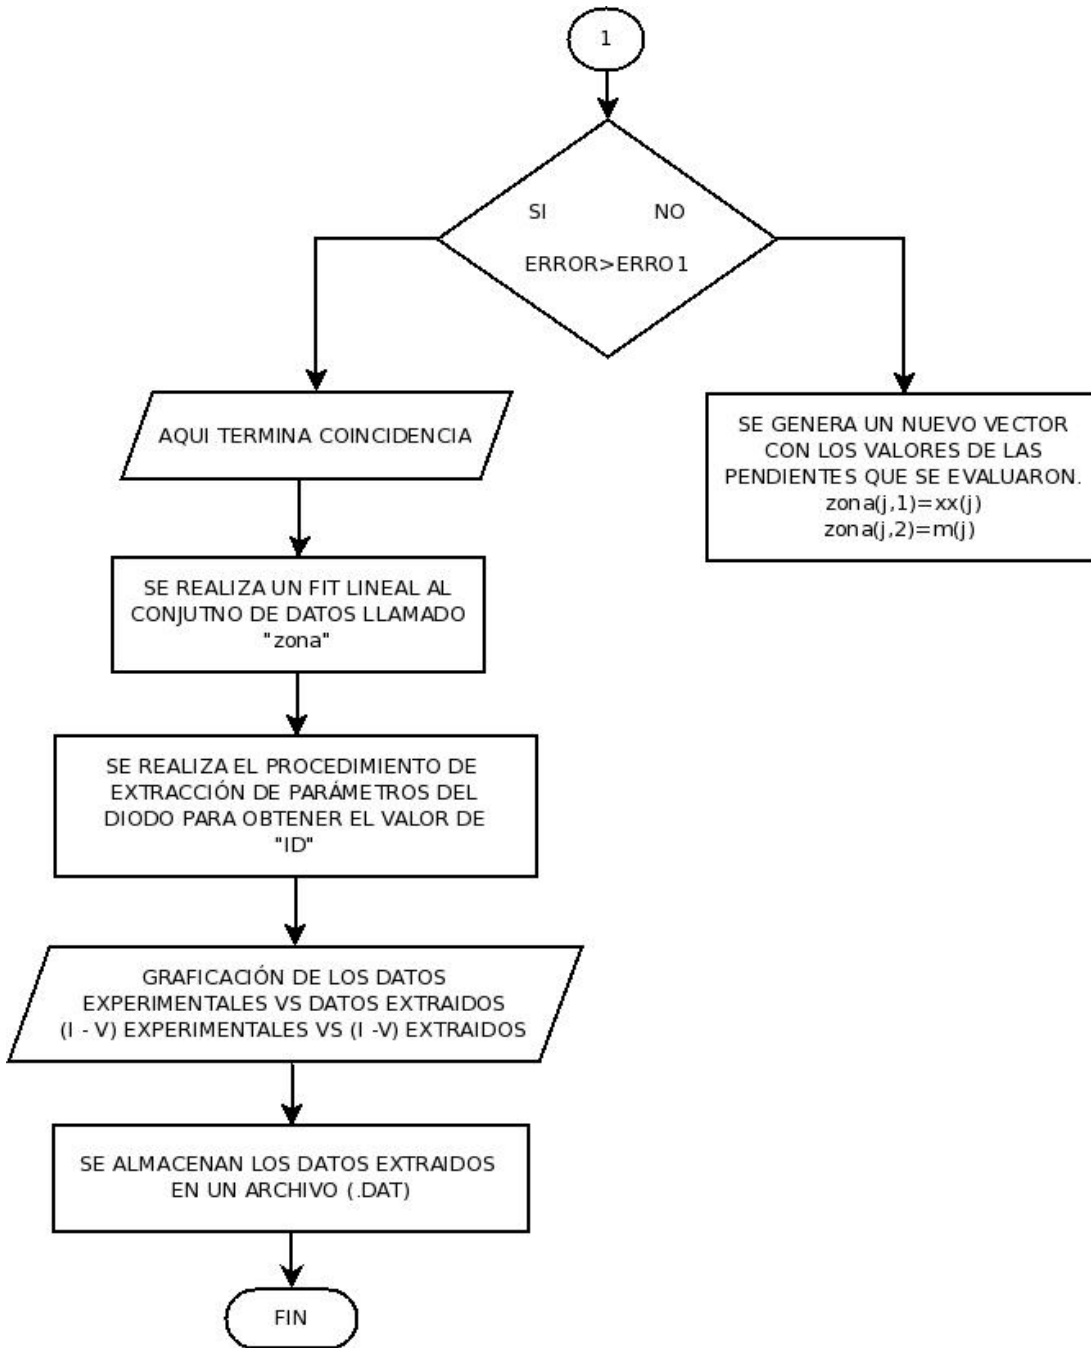 1
SI
NO
ERROR>ERRO1
AQUI TERMINA COINCIDENCIA
SE GENERA UN NUEVO VECTOR
CON LOS VALORES DE LAS
PENDIENTES QUE SE EVALUARON.
zona(j,1)=xx(j)
zona(j,2)=m(j)
SE REALIZA UN FIT LINEAL AL
CONJUTNO DE DATOS LLAMADO
"zona"
SE REALIZA EL PROCEDIMIENTO DE
EXTRACCIÓN DE PARÁMETROS DEL
DIODO PARA OBTENER EL VALOR DE
"ID"
GRAFICACIÓN DE LOS DATOS
EXPERIMENTALES VS DATOS EXTRAIDOS
(I - V) EXPERIMENTALES VS (I -V) EXTRAIDOS
SE ALMACENAN LOS DATOS EXTRAIDOS
EN UN ARCHIVO (.DAT)
FIN